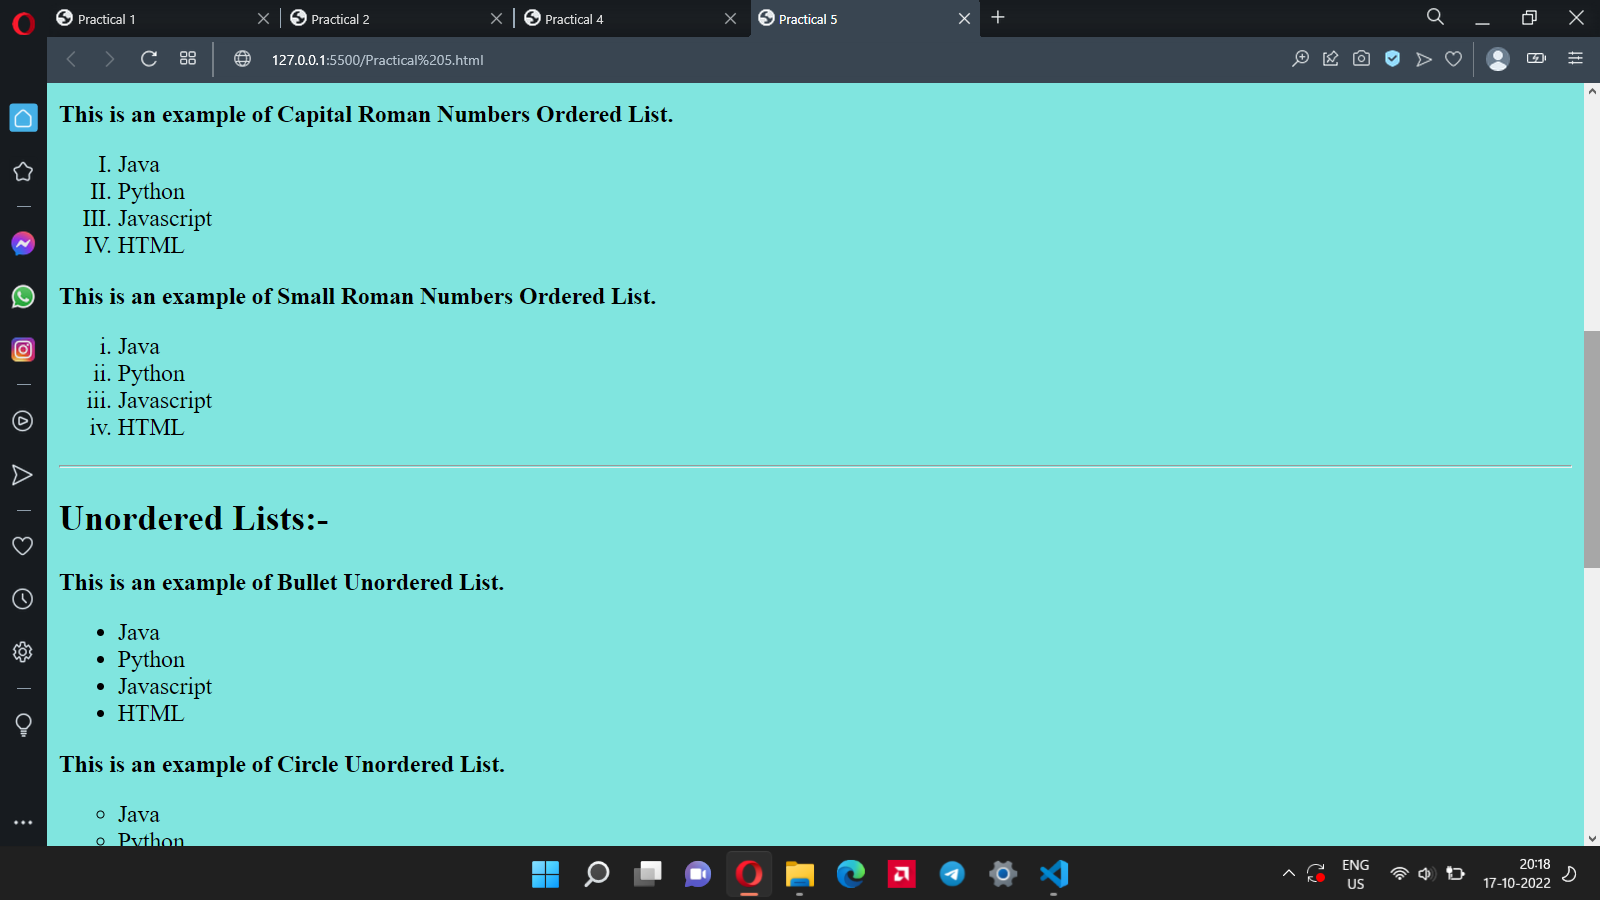 Practical 1
Practical 2
Practical 4
Practical 5
127.0.0.1:5500/Practical%205.html
This is an example of Capital Roman Numbers Ordered List.
I. Java
II. Python
III. Javascript
IV. HTML
This is an example of Small Roman Numbers Ordered List.
i. Java
ii. Python
iii. Javascript
iv. HTML
Unordered Lists:-
This is an example of Bullet Unordered List.
• Java
• Python
• Javascript
• HTML
This is an example of Circle Unordered List.
◦ Java
◦ Python
ENG
US
20:18
17-10-2022